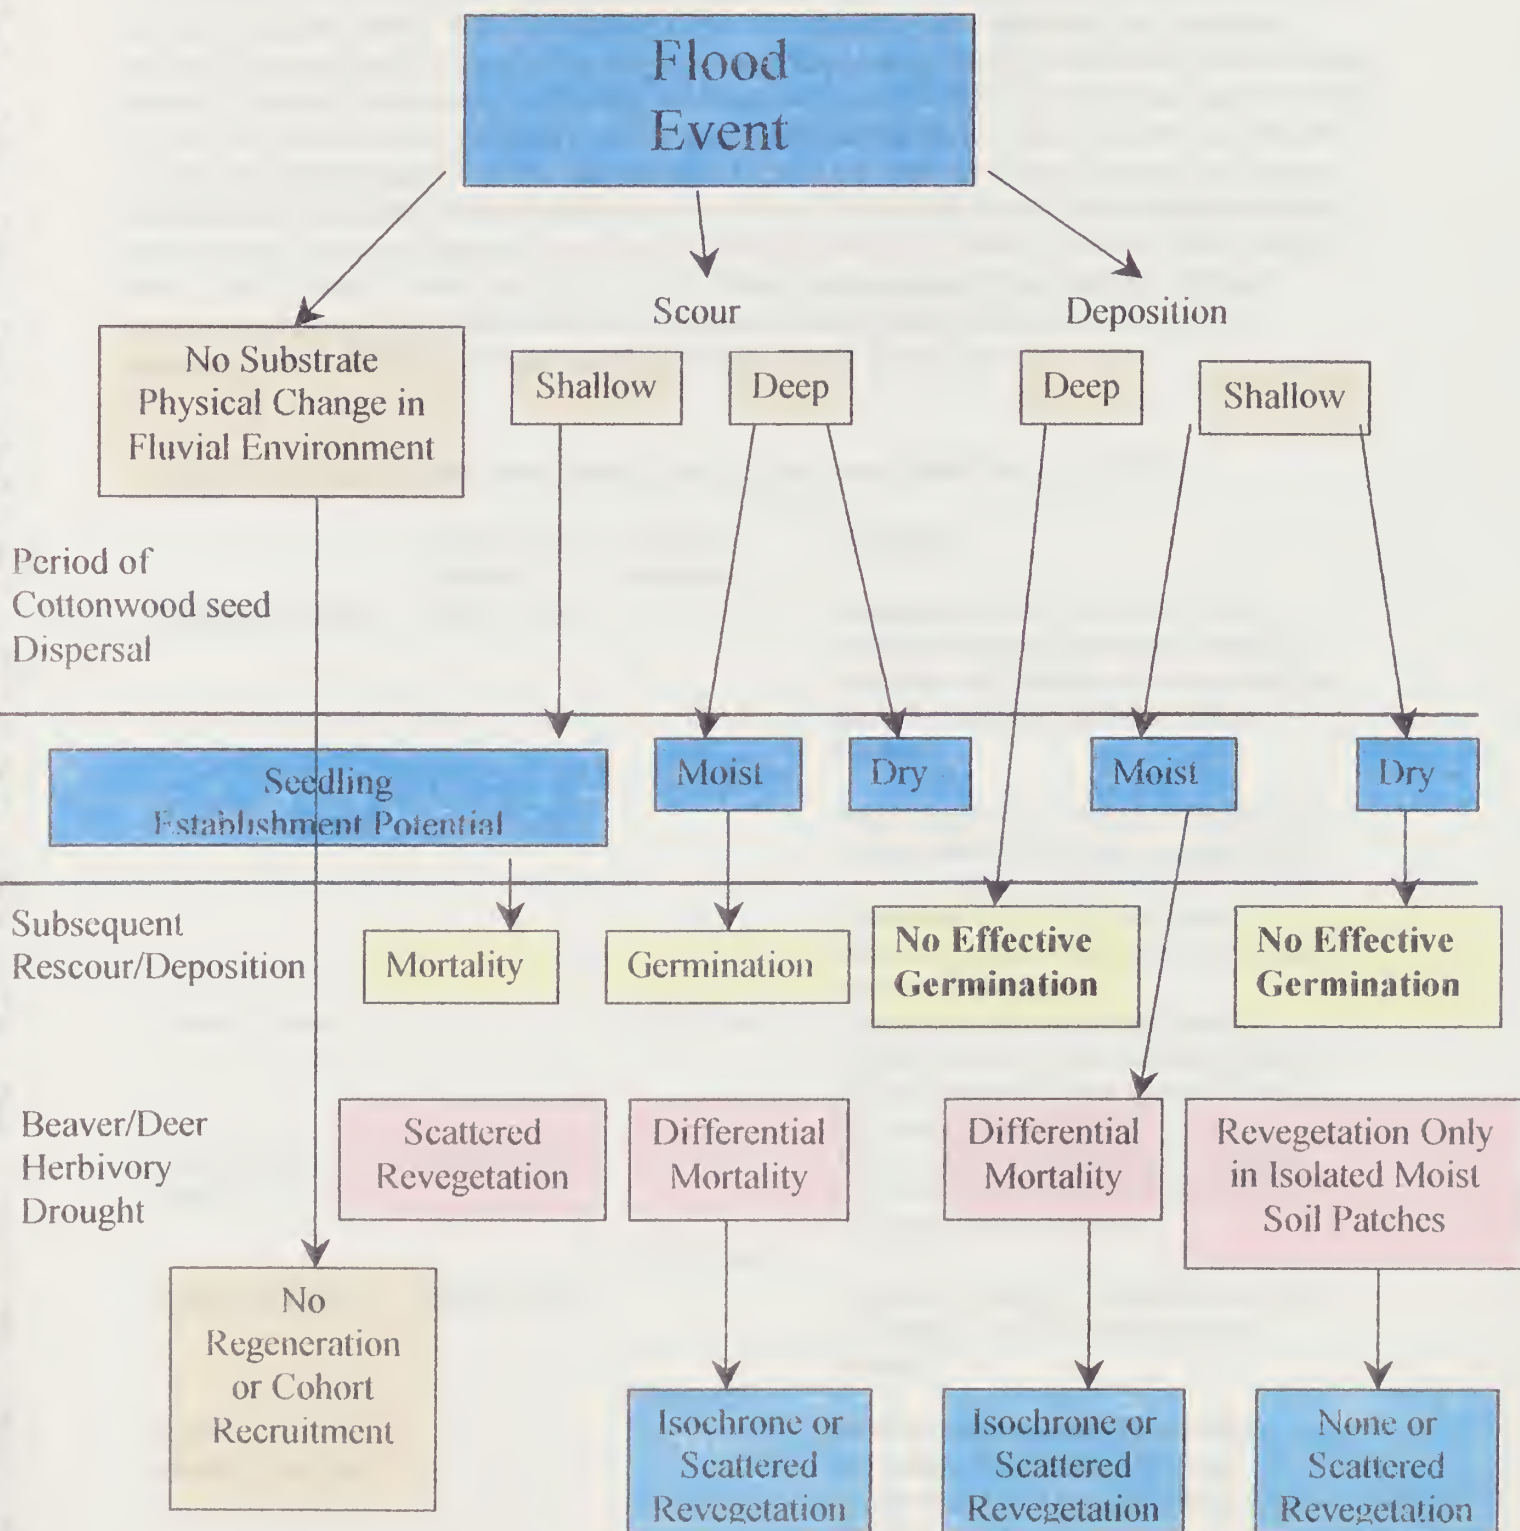 Flood
Event
Scour
Deposition
No Substrate
Physical Change in
Fluvial Environment
Shallow
Deep
Deep
Shallow
Period of
Cottonwood seed
Dispersal
Seedling
Establishment Potential
Moist
Dry
Moist
Dry
Subsequent
Rescour/Deposition
Mortality
Germination
No Effective
Germination
No Effective
Germination
Beaver/Deer
Herbivory
Drought
Scattered
Revegetation
Differential
Mortality
Differential
Mortality
Revegetation Only
in Isolated Moist
Soil Patches
No
Regeneration
or Cohort
Recruitment
Isochrone or
Scattered
Revegetation
Isochrone or
Scattered
Revegetation
None or
Scattered
Revegetation